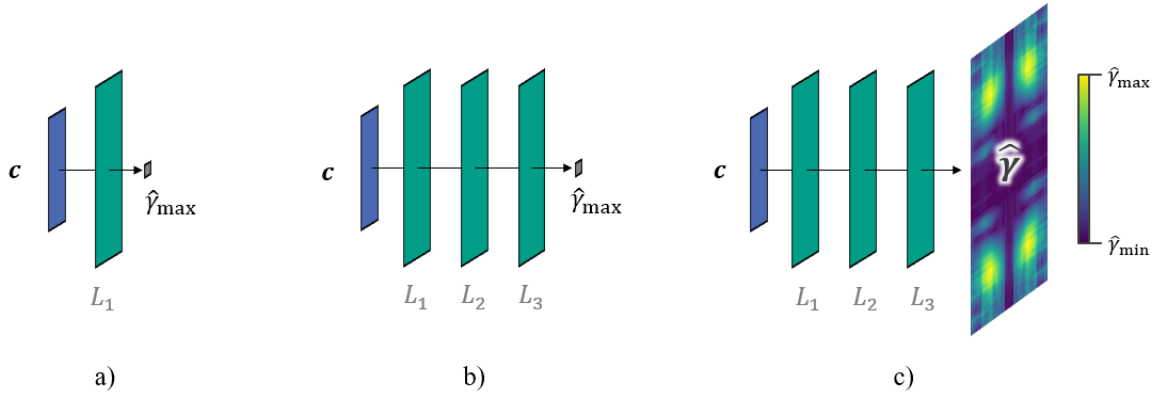 c
γ̂max
L1
a)
c
γ̂max
L1 L2 L3
b)
c
γ̂
L1 L2 L3
γ̂max
γ̂min
c)